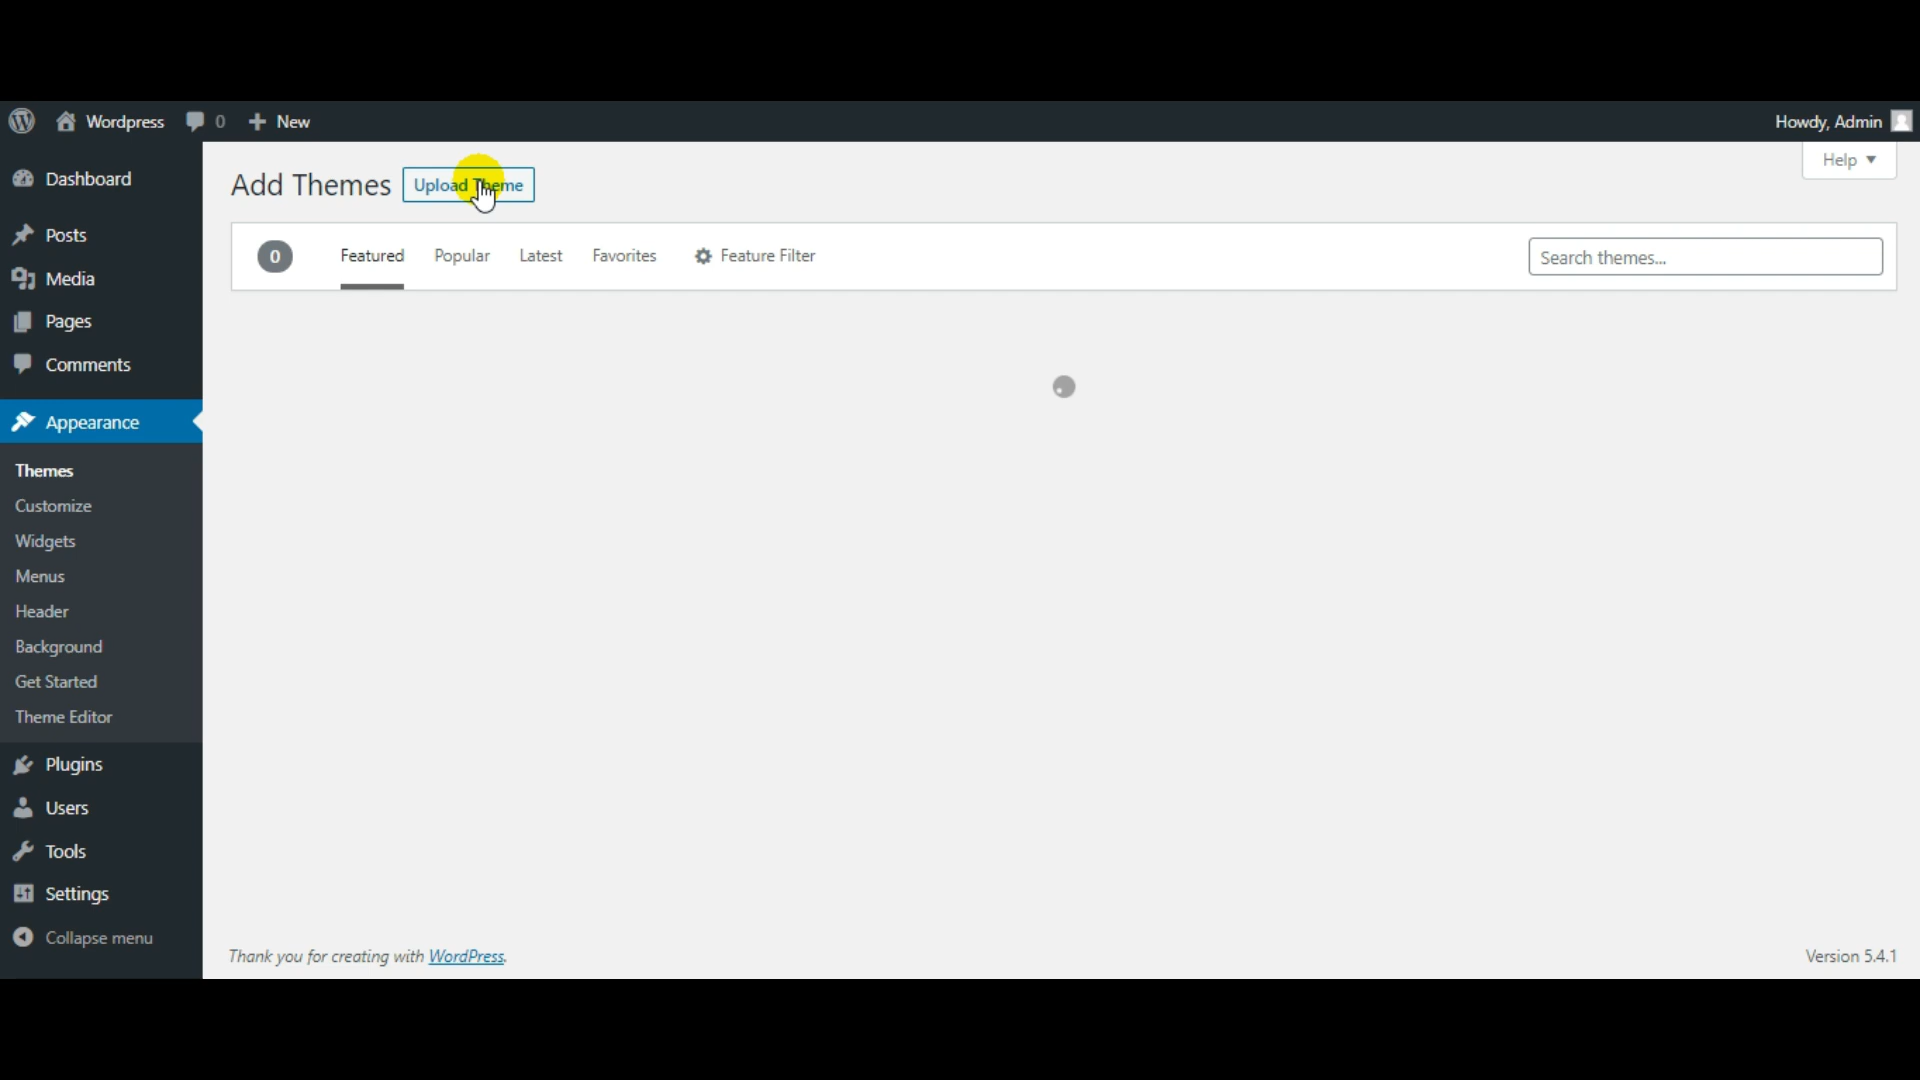 Wordpress 0 New Howdy, Admin
Help
Add Themes Upload Theme
0 Featured Popular Latest Favorites Feature Filter Search themes...
Dashboard
Posts
Media
Pages
Comments
Appearance
Themes
Customize
Widgets
Menus
Header
Background
Get Started
Theme Editor
Plugins
Users
Tools
Settings
Collapse menu
Thank you for creating with WordPress. Version 5.4.1